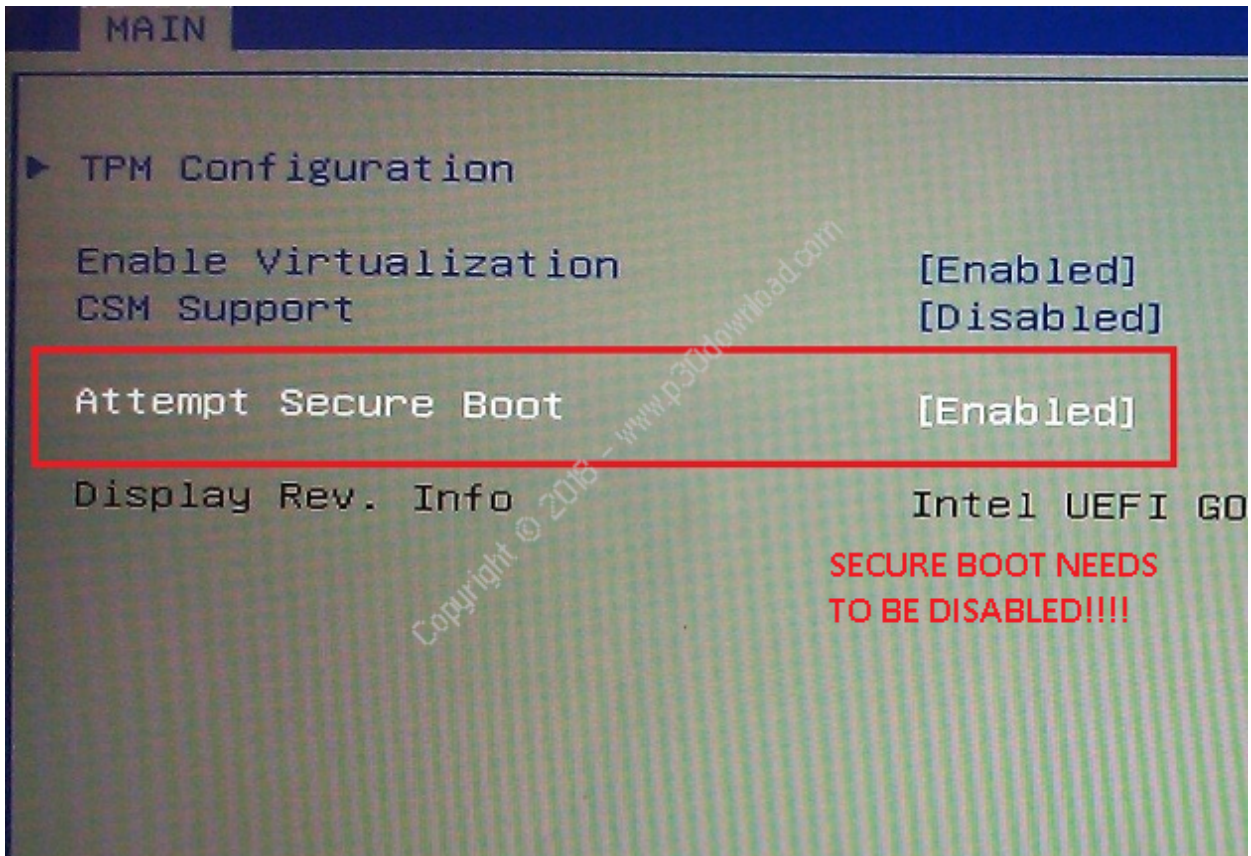 MAIN
TPM Configuration
Enable Virtualization [Enabled]
CSM Support [Disabled]
Attempt Secure Boot [Enabled]
Display Rev. Info Intel UEFI GO
SECURE BOOT NEEDS
TO BE DISABLED!!!!
Copyright © 2018 - www.p30download.com